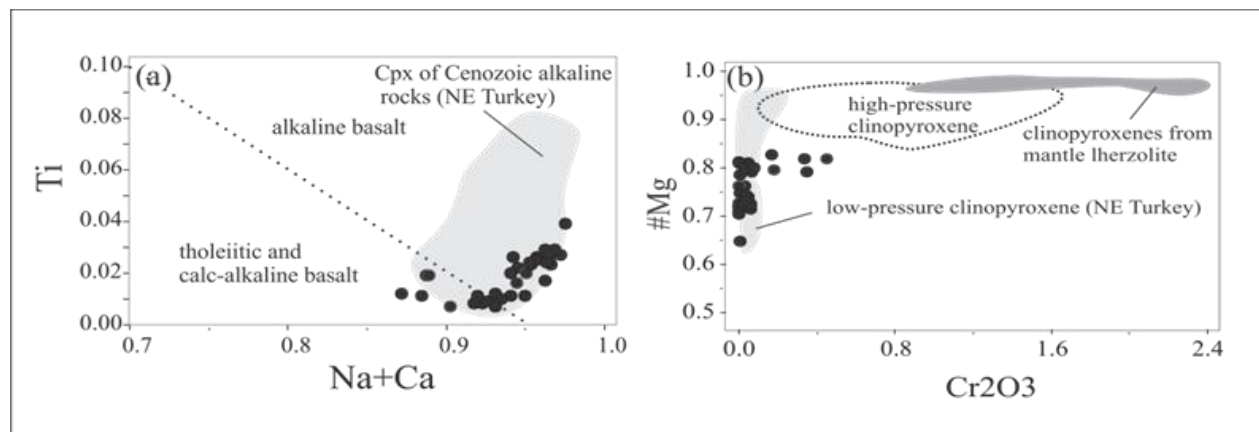 (a)
0.10
0.08
0.06
0.04
0.02
0.00
Ti
Cpx of Cenozoic alkaline
rocks (NE Turkey)
alkaline basalt
tholeiitic and
calc-alkaline basalt
0.7
0.8
0.9
1.0
Na+Ca
(b)
1.0
0.9
0.8
0.7
0.6
0.5
#Mg
high-pressure
clinopyroxene
clinopyroxenes from
mantle lherzolite
low-pressure clinopyroxene (NE Turkey)
0.0
0.8
1.6
2.4
Cr2O3